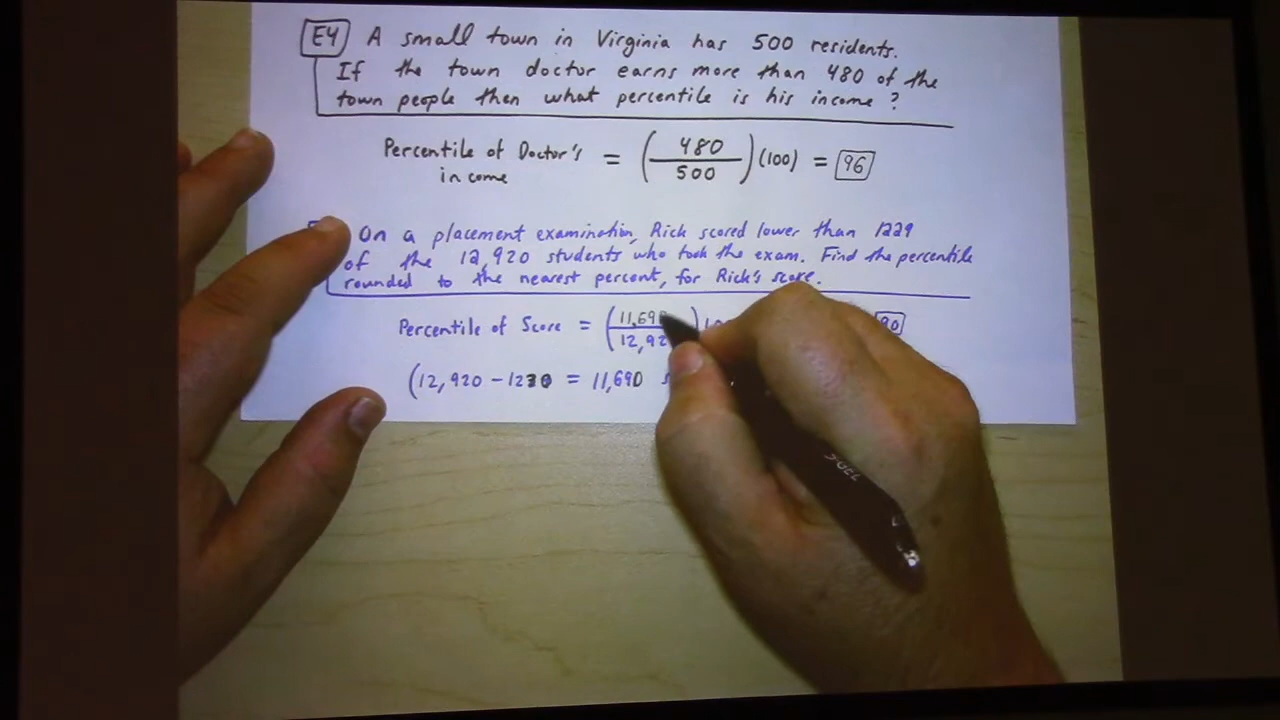 E4 A small town in Virginia has 500 residents.
If the town doctor earns more than 480 of the
town people then what percentile is his income?
Percentile of Doctor's = (480/500)(100) = 96
income
On a placement examination, Rick scored lower than 1229
of the 12,920 students who took the exam. Find the percentile
rounded to the nearest percent, for Rick's score.
Percentile of Score = (11,690/12,92) 90
(12,920 - 1230 = 11,690